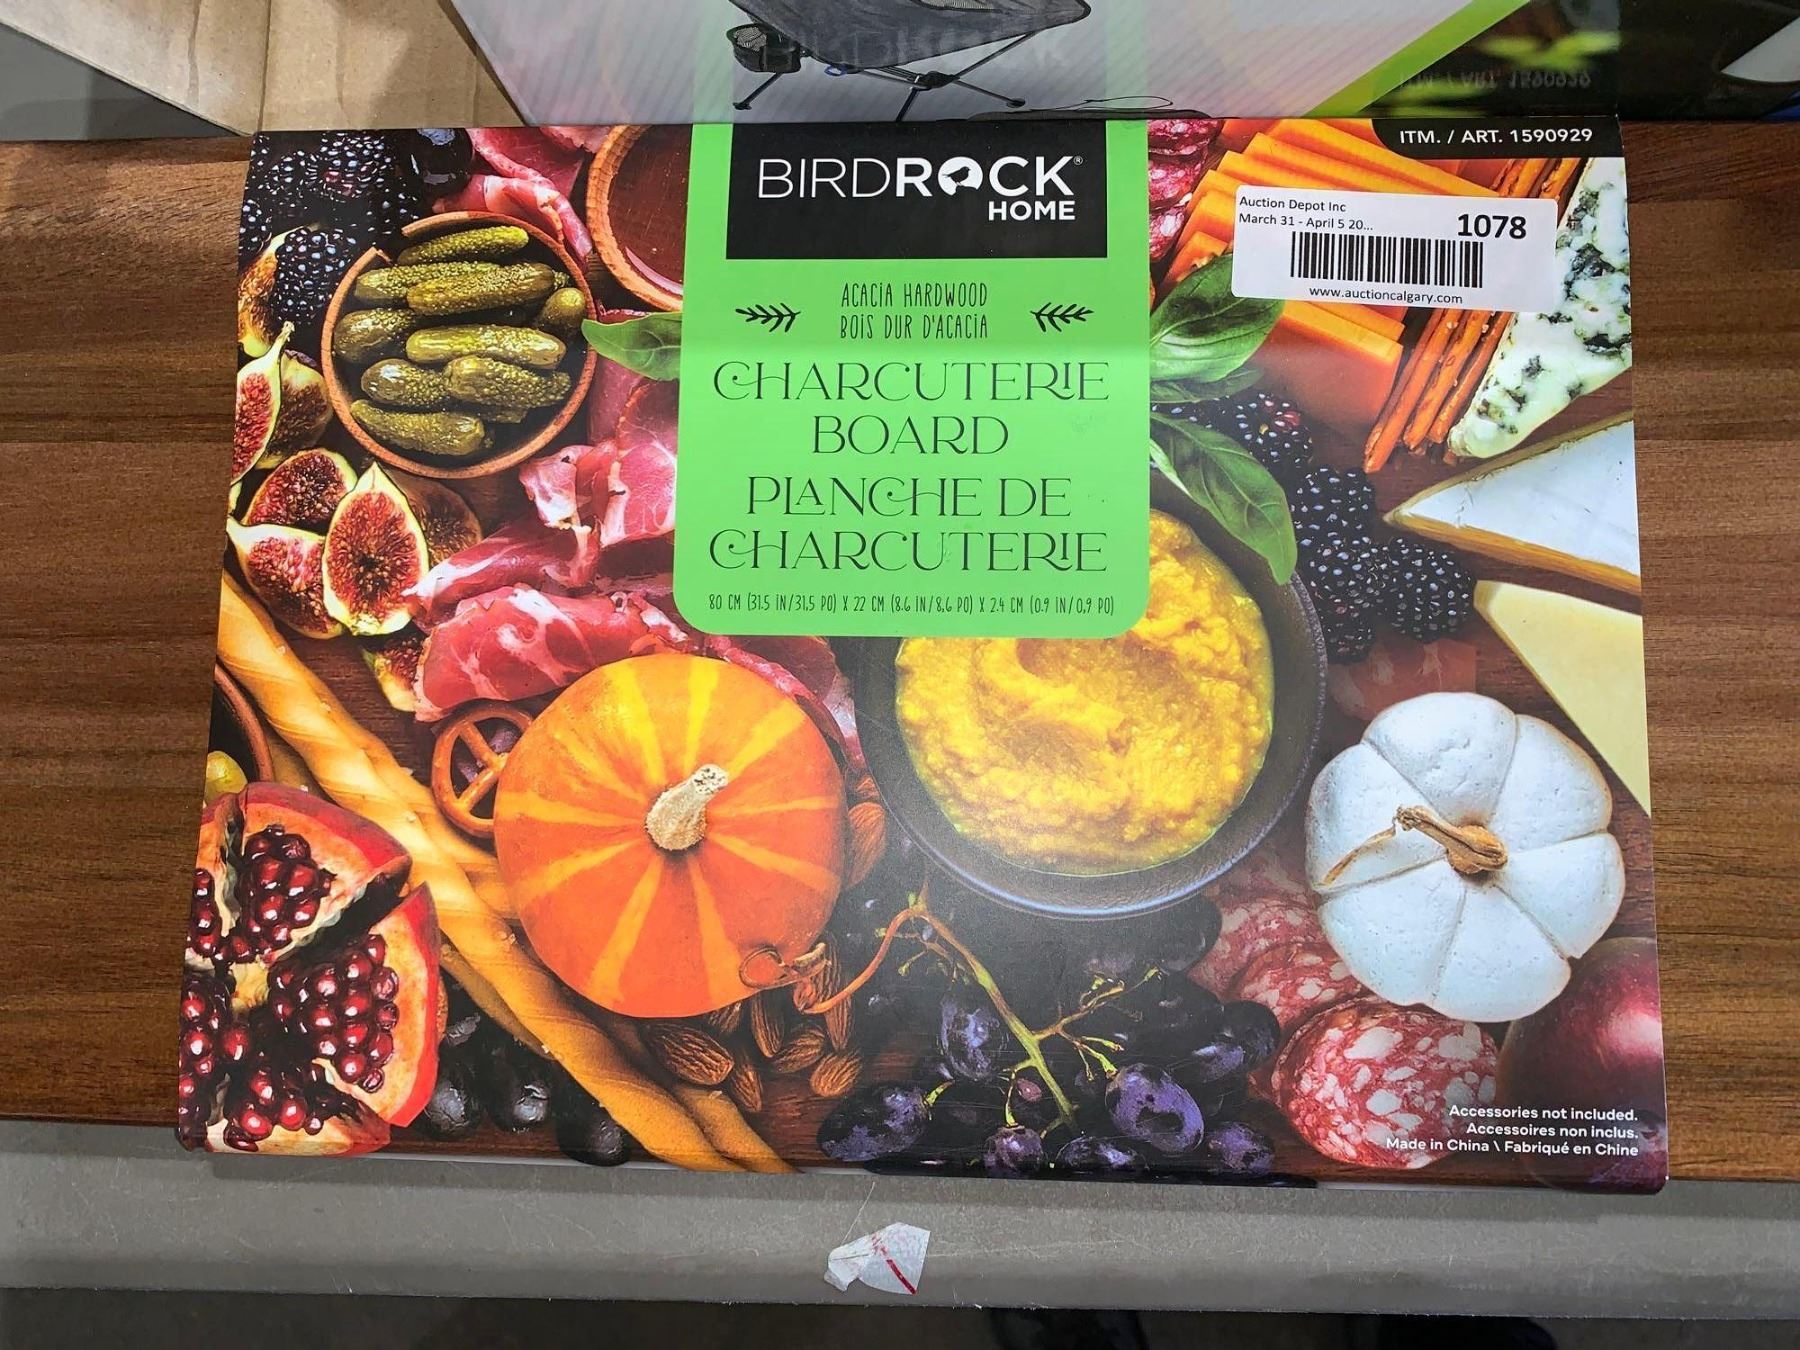 ITM. / ART. 1590929
BIRDROCK®
HOME
Auction Depot Inc
March 31 - April 5 20...
1078
www.auctioncalgary.com
ACACIA HARDWOOD
BOIS DUR D'ACACIA
CHARCUTERIE
BOARD
PLANCHE DE
CHARCUTERIE
80 CM (31.5 IN/31,5 PO) X 22 CM (8.6 IN/8,6 PO) X 2.4 CM (0.9 IN/0,9 PO)
Accessories not included.
Accessoires non inclus.
Made in China \ Fabriqué en Chine